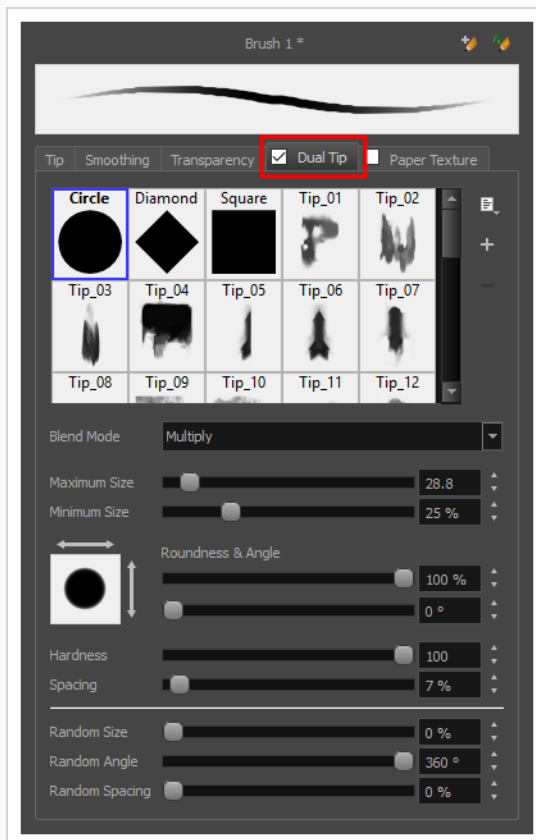 Brush 1 *
Tip Smoothing Transparency Dual Tip Paper Texture
Circle Diamond Square Tip_01 Tip_02
Tip_03 Tip_04 Tip_05 Tip_06 Tip_07
Tip_08 Tip_09 Tip_10 Tip_11 Tip_12
Blend Mode Multiply
Maximum Size 28.8
Minimum Size 25 %
Roundness & Angle
100 %
0 °
Hardness 100
Spacing 7 %
Random Size 0 %
Random Angle 360 °
Random Spacing 0 %